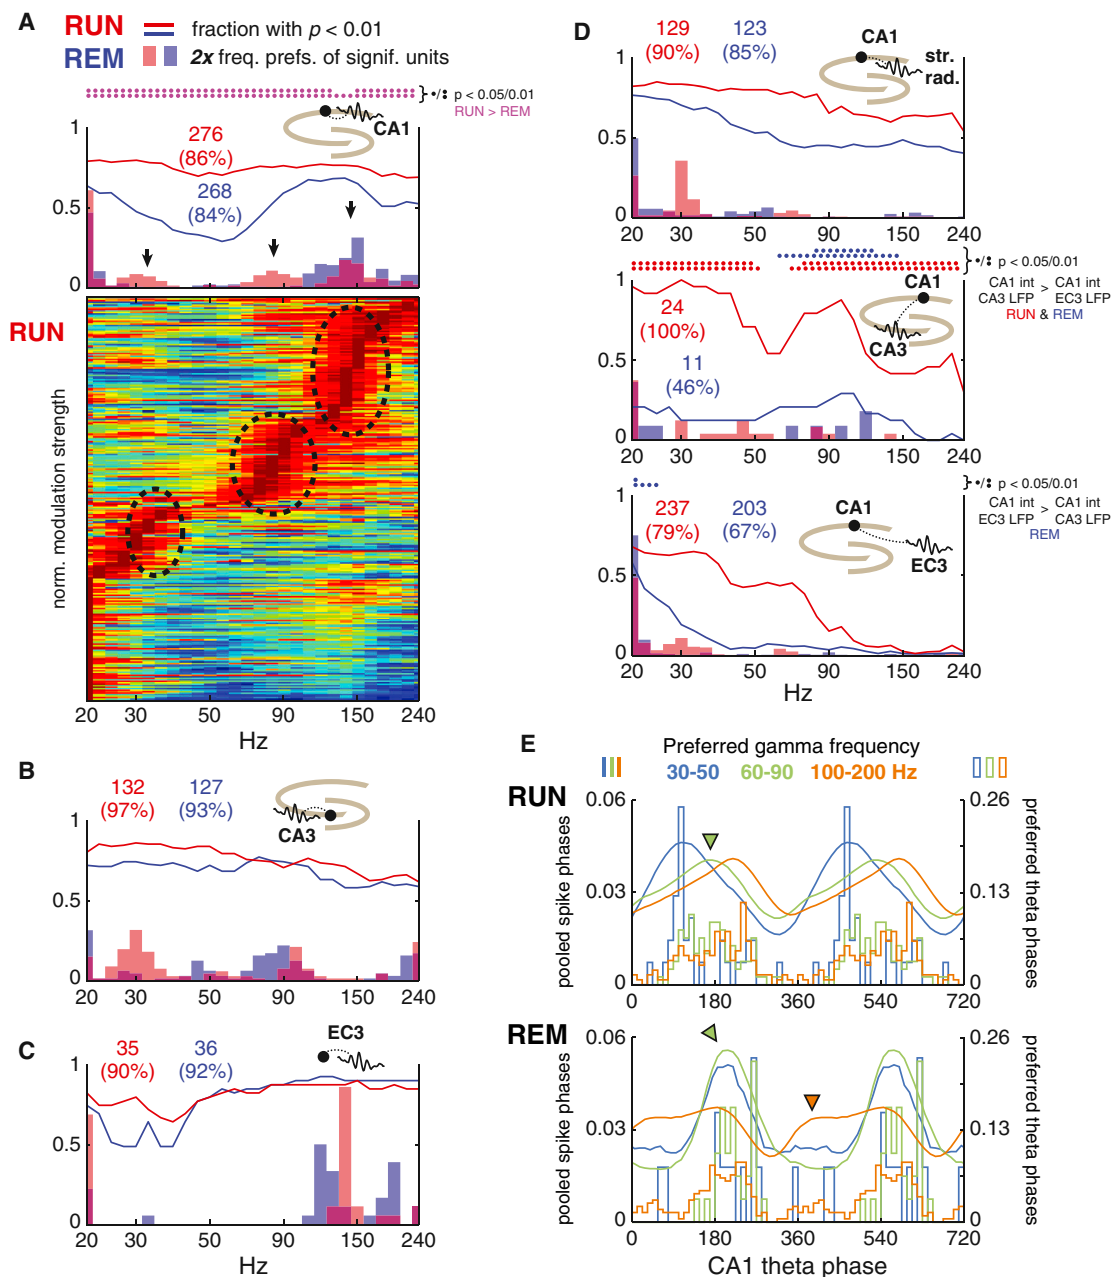 A
RUN fraction with p < 0.01
REM 2x freq. prefs. of signif. units
p < 0.05/0.01
RUN > REM
CA1
1
276
(86%)
268
(84%)
0.5
0
RUN
norm. modulation strength
20 30 50 90 150 240
Hz
B
132
(97%)
127
(93%)
CA3
1
0.5
0
20 30 50 90 150 240
C
35
(90%)
36
(92%)
EC3
1
0.5
0
20 30 50 90 150 240
Hz
D
129
(90%)
123
(85%)
CA1
str.
rad.
1
0.5
0
20 30 50 90 150 240
p < 0.05/0.01
CA1 int > CA1 int
CA3 LFP EC3 LFP
RUN & REM
1
24
(100%)
11
(46%)
CA1
CA3
0.5
0
20 30 50 90 150 240
p < 0.05/0.01
CA1 int > CA1 int
EC3 LFP CA3 LFP
REM
1
237
(79%)
203
(67%)
CA1
EC3
0.5
0
20 30 50 90 150 240
Hz
E
Preferred gamma frequency
30-50 60-90 100-200 Hz
RUN
0.06
0.03
0
pooled spike phases
0.26
0.13
0
preferred theta phases
0 180 360 540 720
REM
0.06
0.03
0
pooled spike phases
0.26
0.13
0
preferred theta phases
0 180 360 540 720
CA1 theta phase